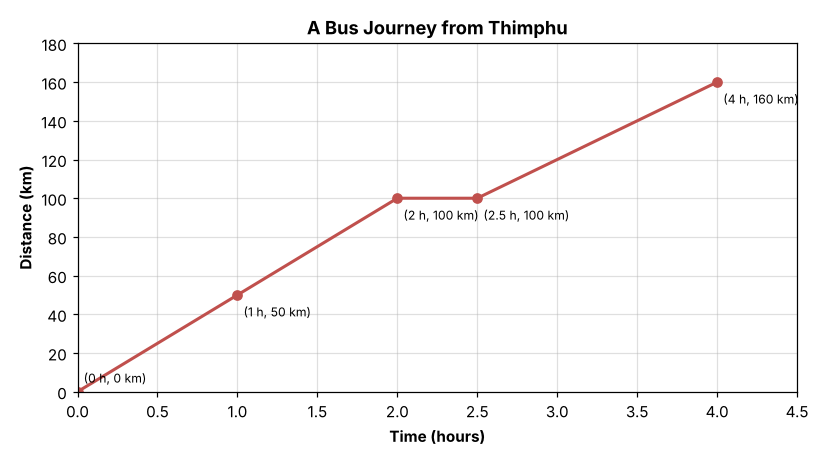 A Bus Journey from Thimphu
180
160
140
120
100
80
60
40
20
0
Distance (km)
(0 h, 0 km)
(1 h, 50 km)
(2 h, 100 km)
(2.5 h, 100 km)
(4 h, 160 km)
0.0 0.5 1.0 1.5 2.0 2.5 3.0 3.5 4.0 4.5
Time (hours)